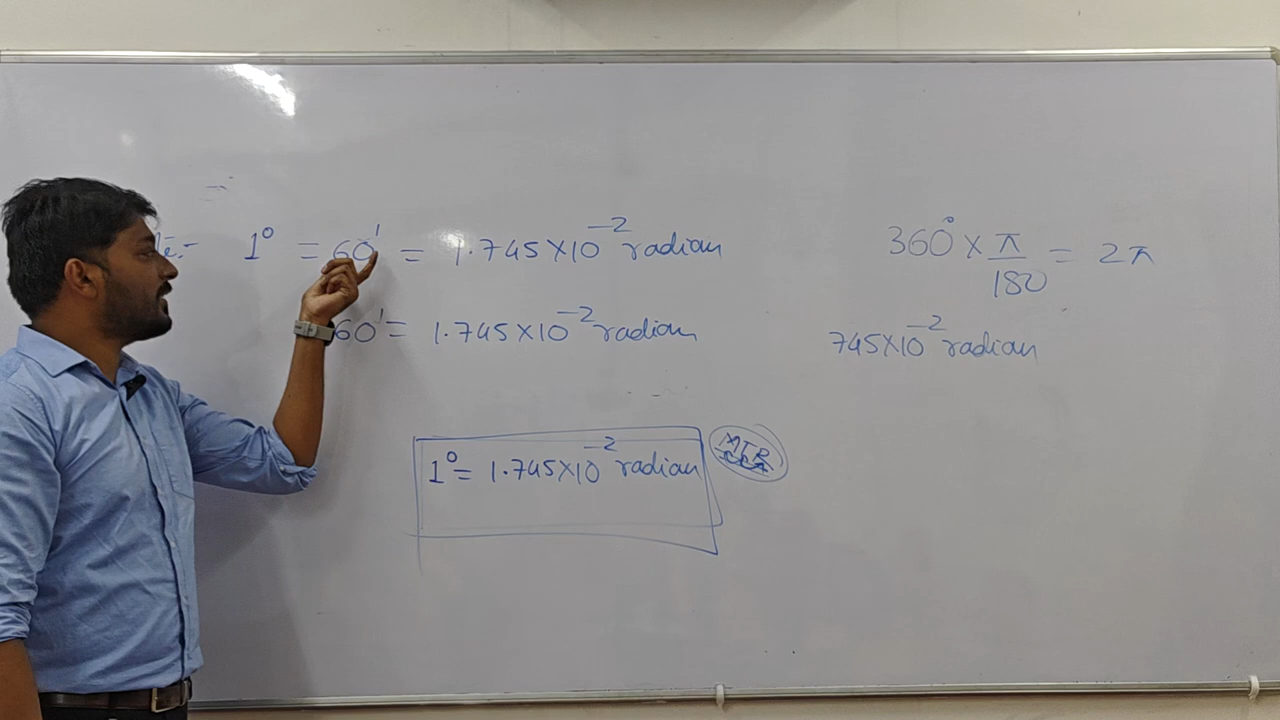 1° = 60' = 1.745×10⁻² radian
60' = 1.745×10⁻² radian
1° = 1.745×10⁻² radian
360° × π/180 = 2π
745×10⁻² radian